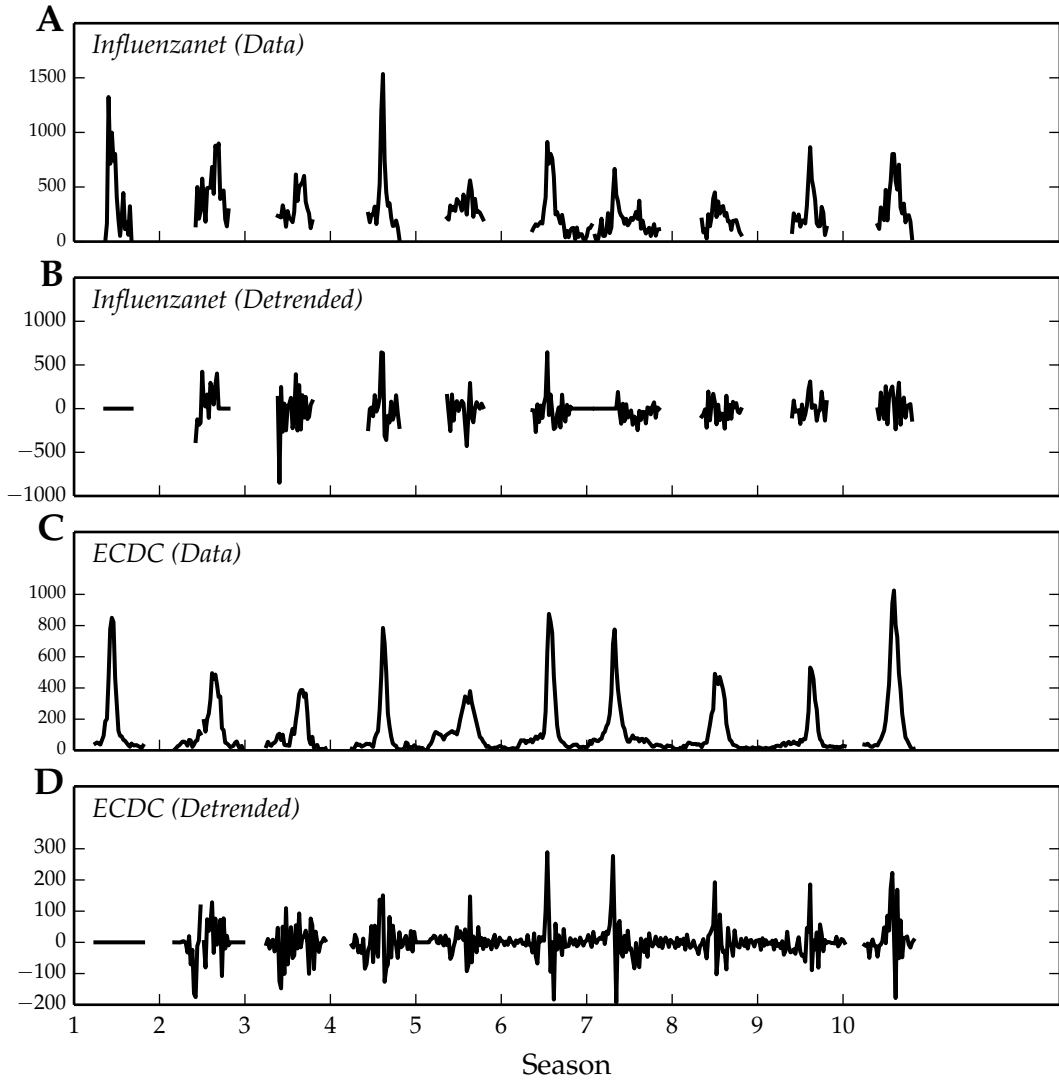 A
Influenzanet (Data)
1500
1000
500
0
B
Influenzanet (Detrended)
1000
500
0
−500
−1000
C
ECDC (Data)
1000
800
600
400
200
0
D
ECDC (Detrended)
300
200
100
0
−100
−200
1 2 3 4 5 6 7 8 9 10
Season